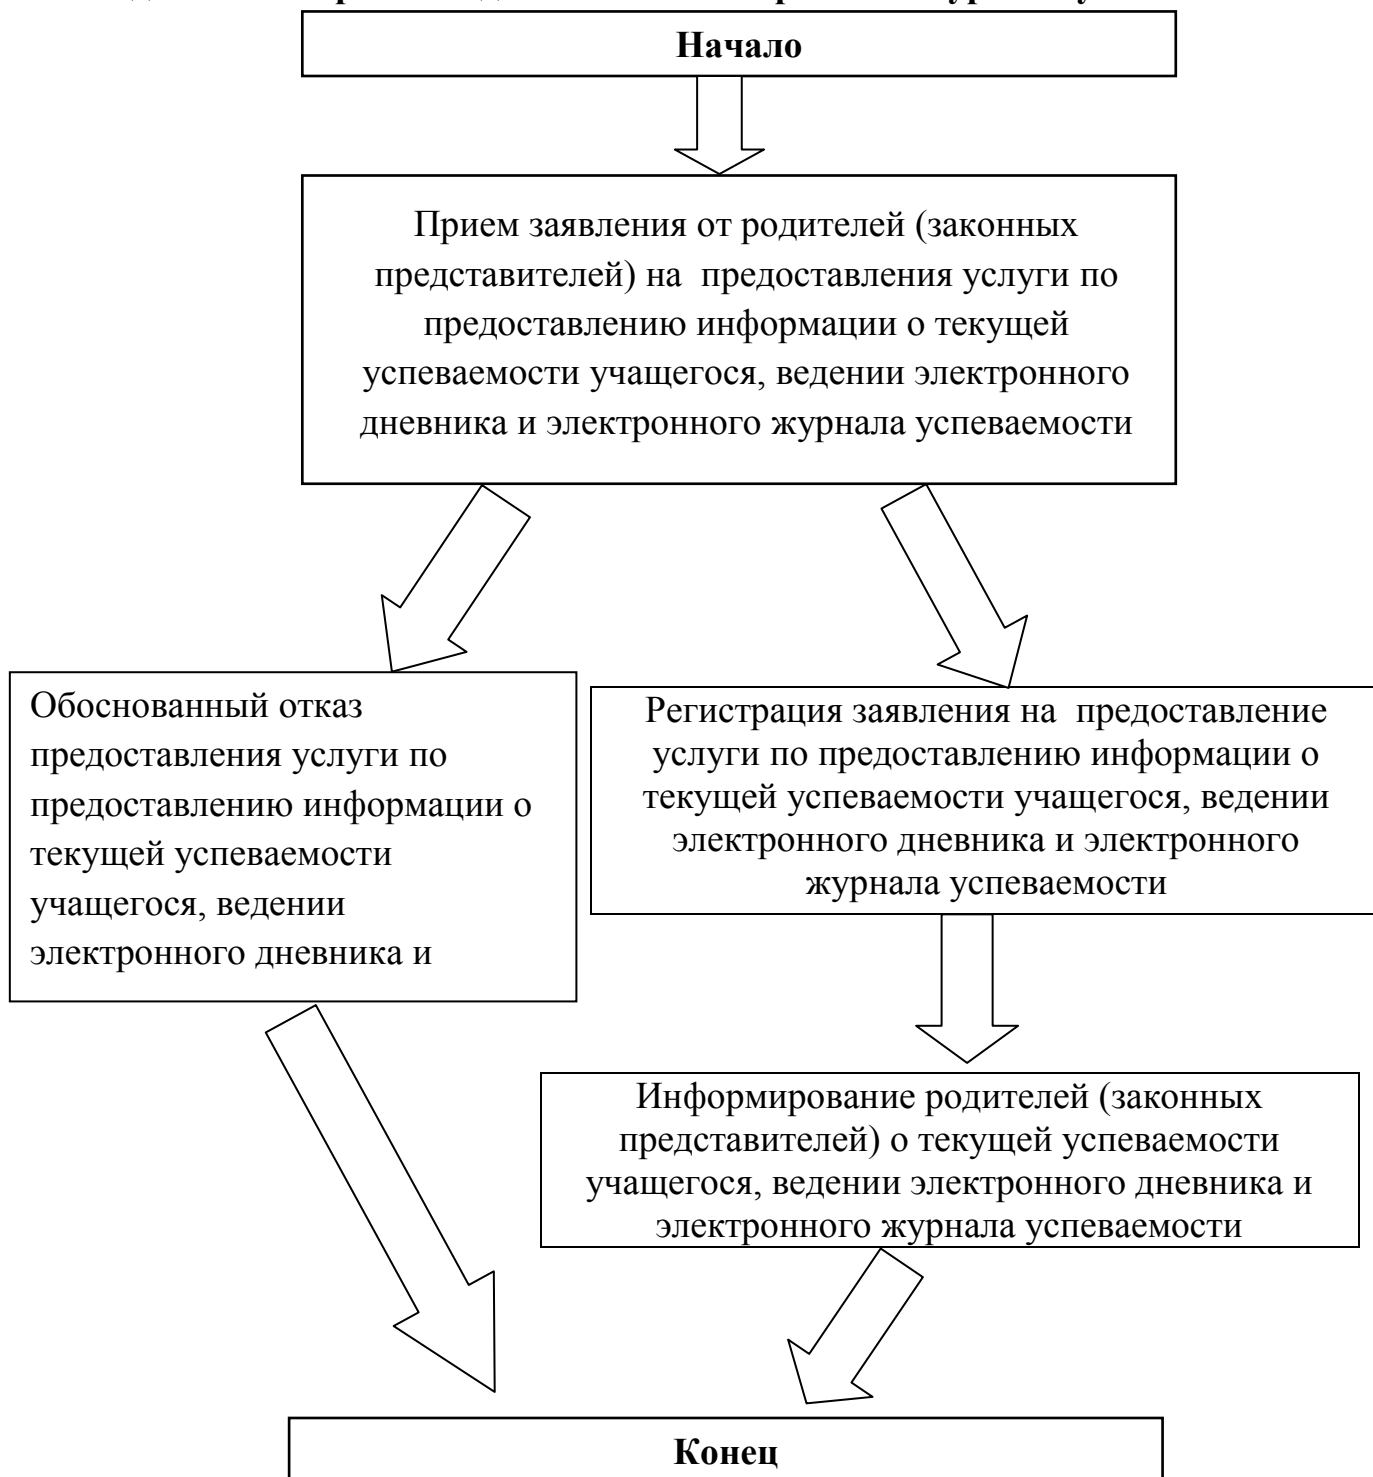 Начало
Прием заявления от родителей (законных
представителей) на предоставления услуги по
предоставлению информации о текущей
успеваемости учащегося, ведении электронного
дневника и электронного журнала успеваемости
Обоснованный отказ
предоставления услуги по
предоставлению информации о
текущей успеваемости
учащегося, ведении
электронного дневника и
Регистрация заявления на предоставление
услуги по предоставлению информации о
текущей успеваемости учащегося, ведении
электронного дневника и электронного
журнала успеваемости
Информирование родителей (законных
представителей) о текущей успеваемости
учащегося, ведении электронного дневника и
электронного журнала успеваемости
Конец